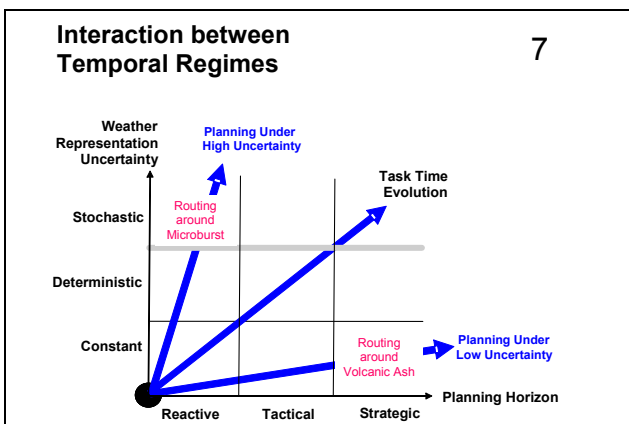 Interaction between
Temporal Regimes
7
Weather
Representation
Uncertainty
Planning Under
High Uncertainty
Task Time
Evolution
Stochastic
Routing
around
Microburst
Deterministic
Constant
Routing
around
Volcanic Ash
Planning Under
Low Uncertainty
Planning Horizon
Reactive
Tactical
Strategic